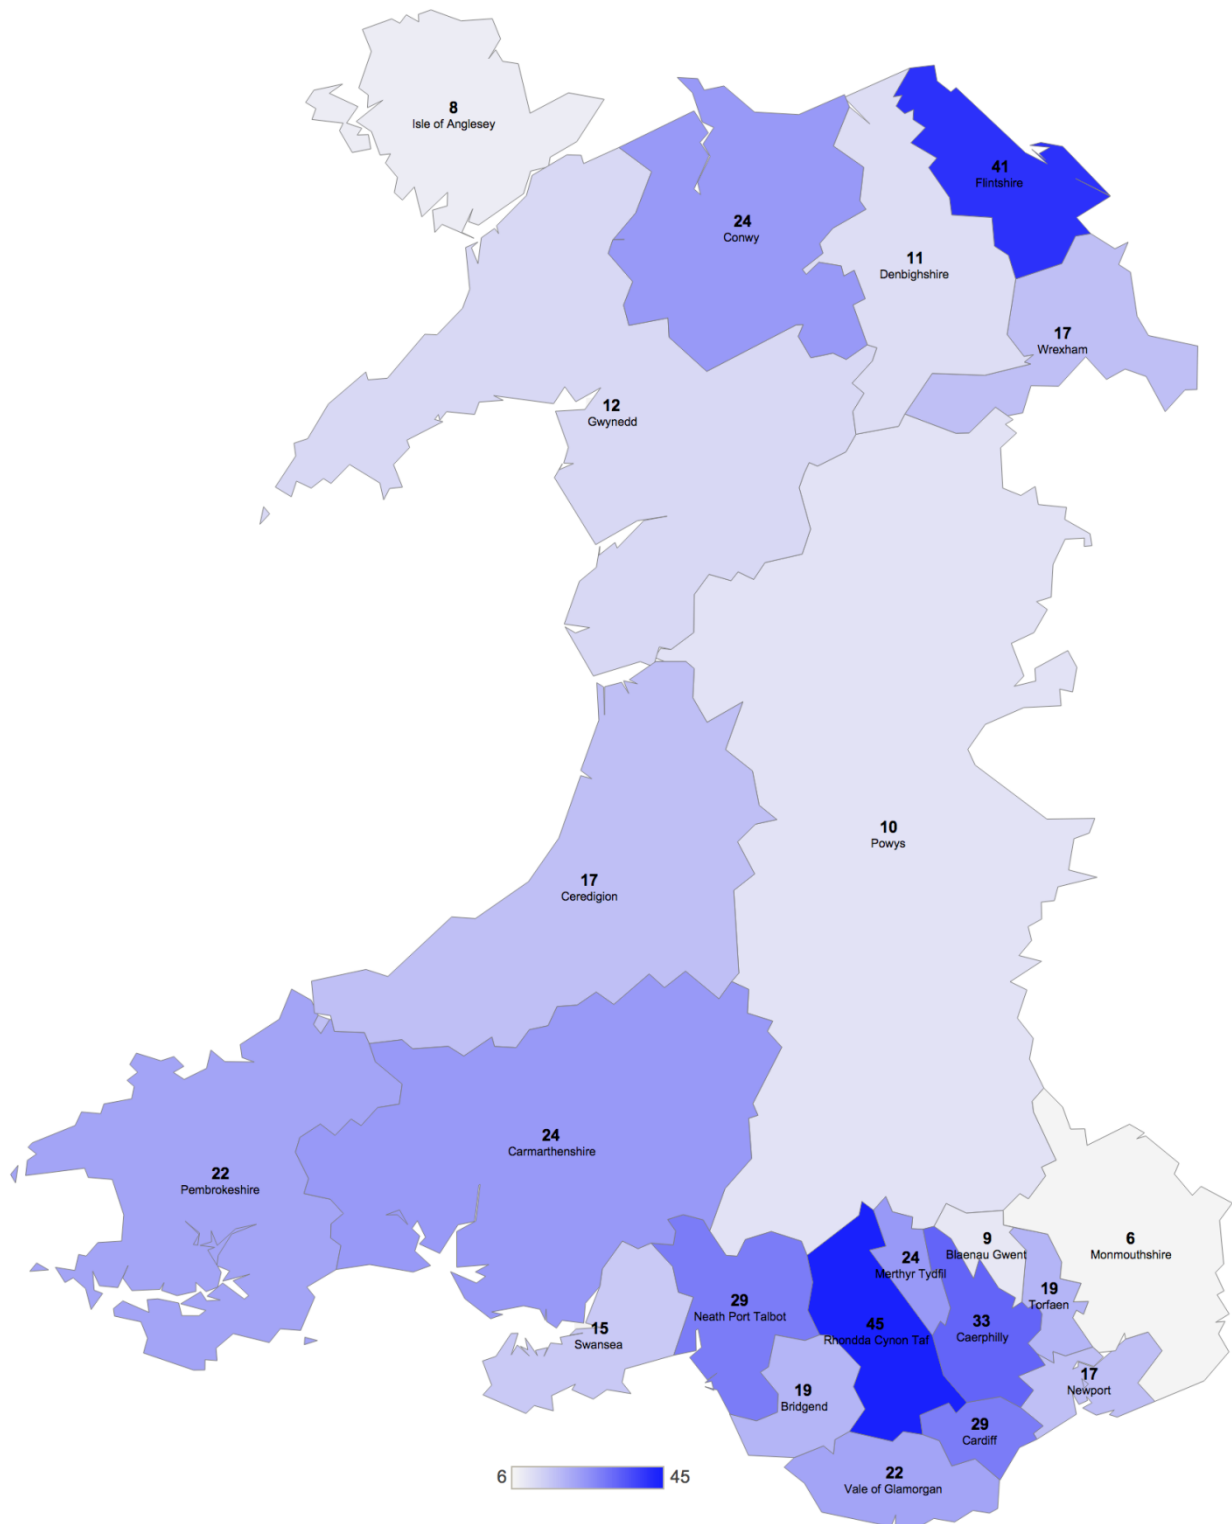 8
Isle of Anglesey
41
Flintshire
24
Conwy
11
Denbighshire
17
Wrexham
12
Gwynedd
10
Powys
17
Ceredigion
24
Carmarthenshire
22
Pembrokeshire
9
Blaenau Gwent
6
Monmouthshire
24
Merthyr Tydfil
19
Torfaen
29
Neath Port Talbot
45
Rhondda Cynon Taf
33
Caerphilly
15
Swansea
17
Newport
19
Bridgend
29
Cardiff
22
Vale of Glamorgan
6 45